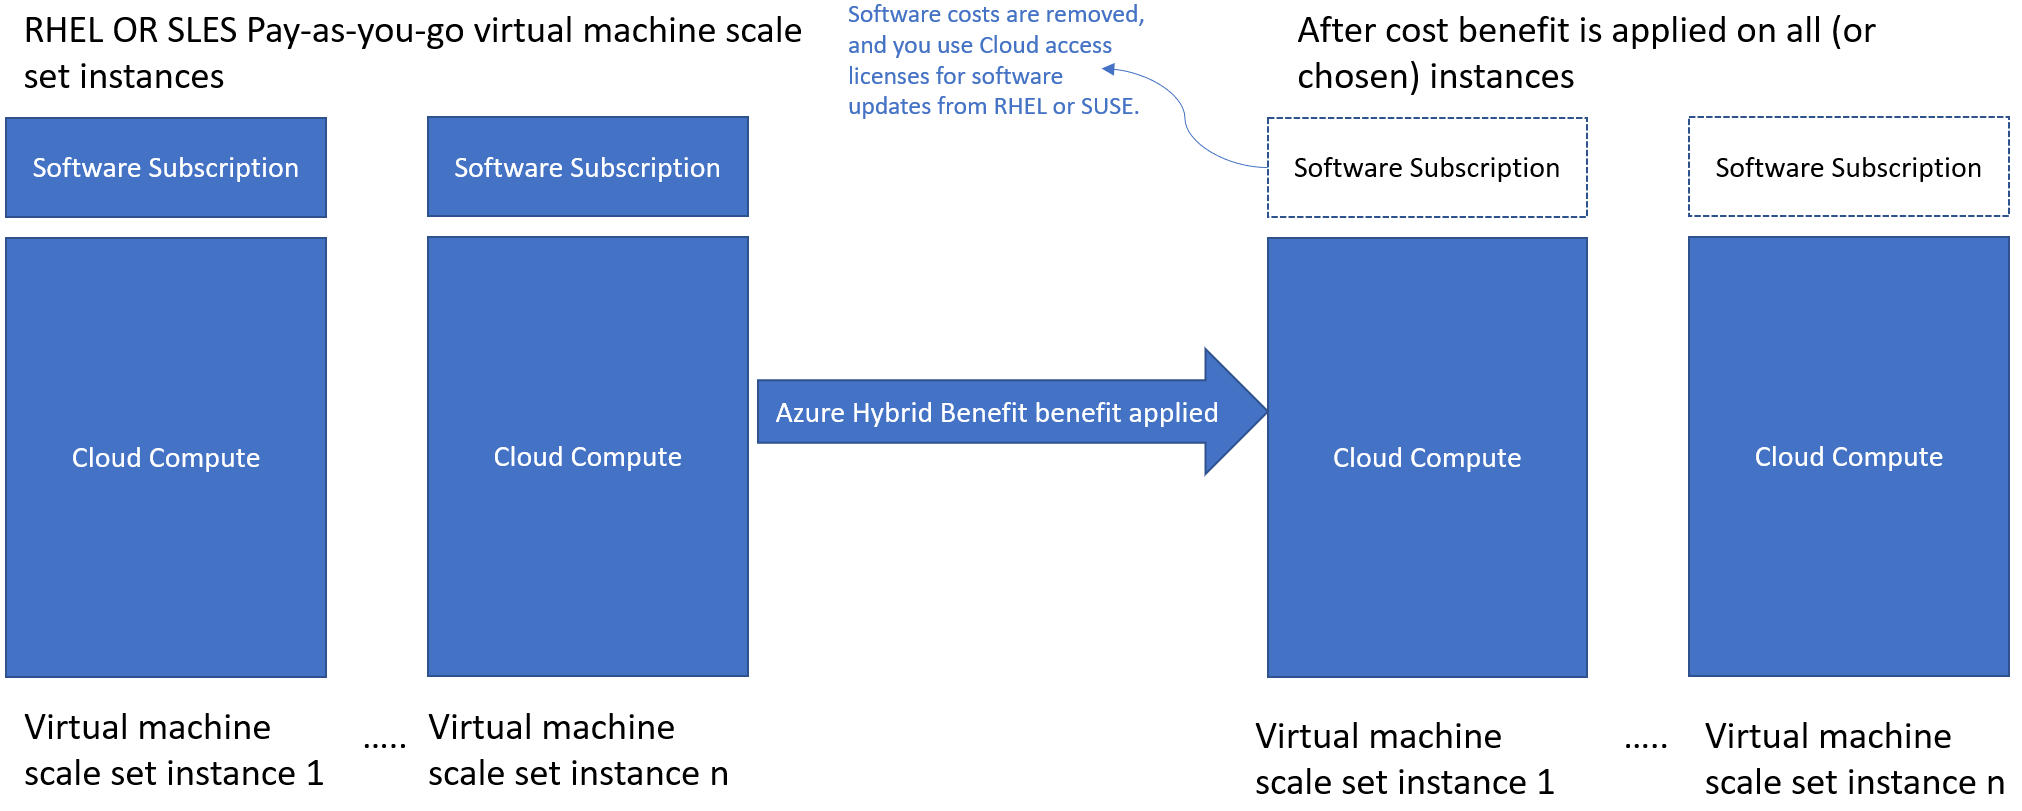 RHEL OR SLES Pay-as-you-go virtual machine scale
set instances
Software costs are removed,
and you use Cloud access
licenses for software
updates from RHEL or SUSE.
After cost benefit is applied on all (or
chosen) instances
Software Subscription
Software Subscription
Software Subscription
Software Subscription
Cloud Compute
Cloud Compute
Azure Hybrid Benefit benefit applied
Cloud Compute
Cloud Compute
Virtual machine
scale set instance 1
.....
Virtual machine
scale set instance n
Virtual machine
scale set instance 1
.....
Virtual machine
scale set instance n